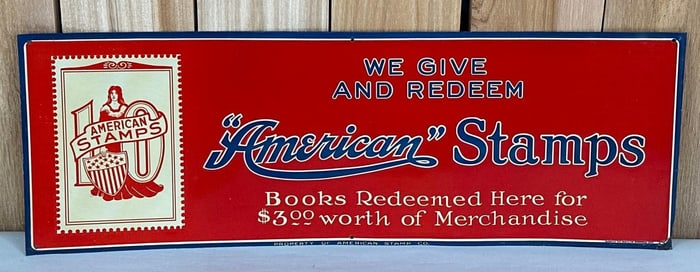 WE GIVE
AND REDEEM
"American" Stamps
Books Redeemed Here for
$3.00 worth of Merchandise
10
AMERICAN
STAMPS
PROPERTY OF AMERICAN STAMP CO.